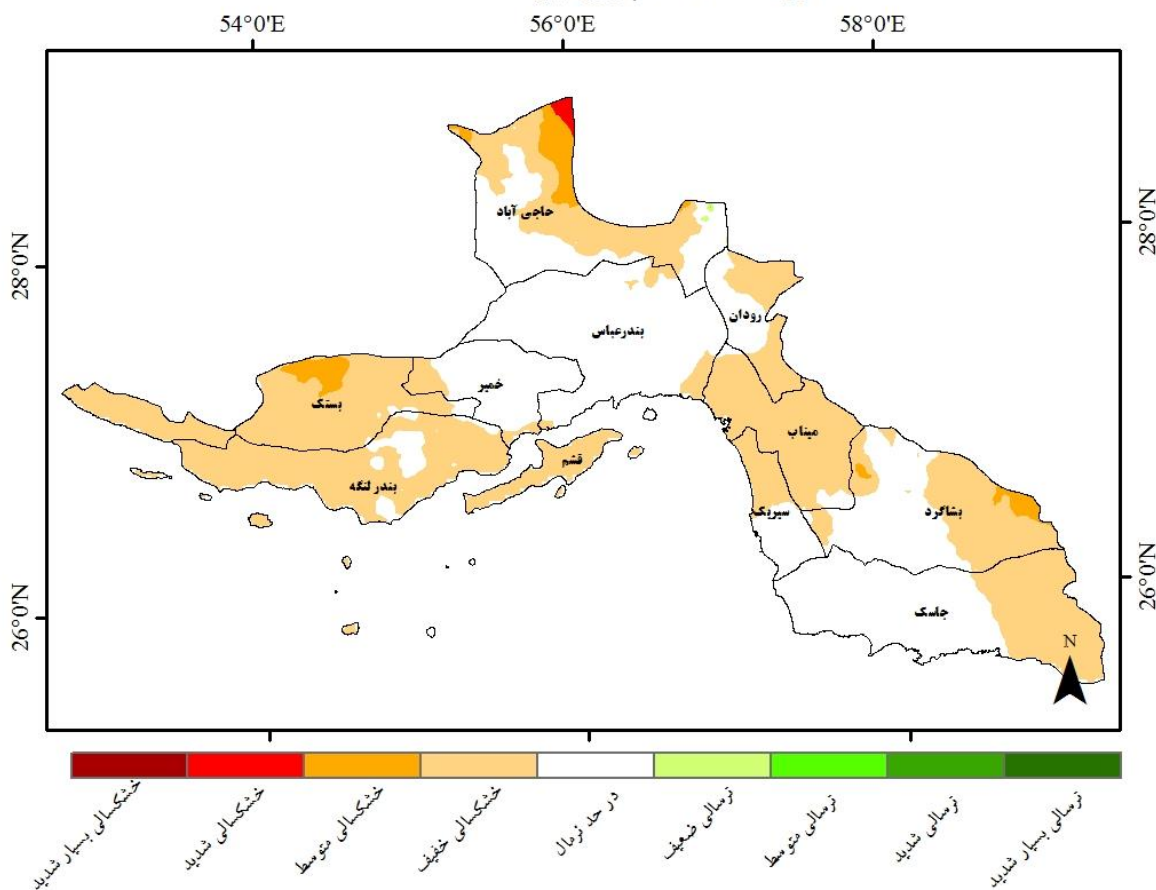 54°0'E 56°0'E 58°0'E
28°0'N
28°0'N
26°0'N
26°0'N
حاجی آباد
رودان
بندرعباس
خمیر
بستک
میناب
قشم
بندر لنگه
سیریک
بشاگرد
جاسک
N
خشکسالی بسیار شدید
خشکسالی شدید
خشکسالی متوسط
خشکسالی خفیف
در حد نرمال
ترسالی ضعیف
ترسالی متوسط
ترسالی شدید
ترسالی بسیار شدید